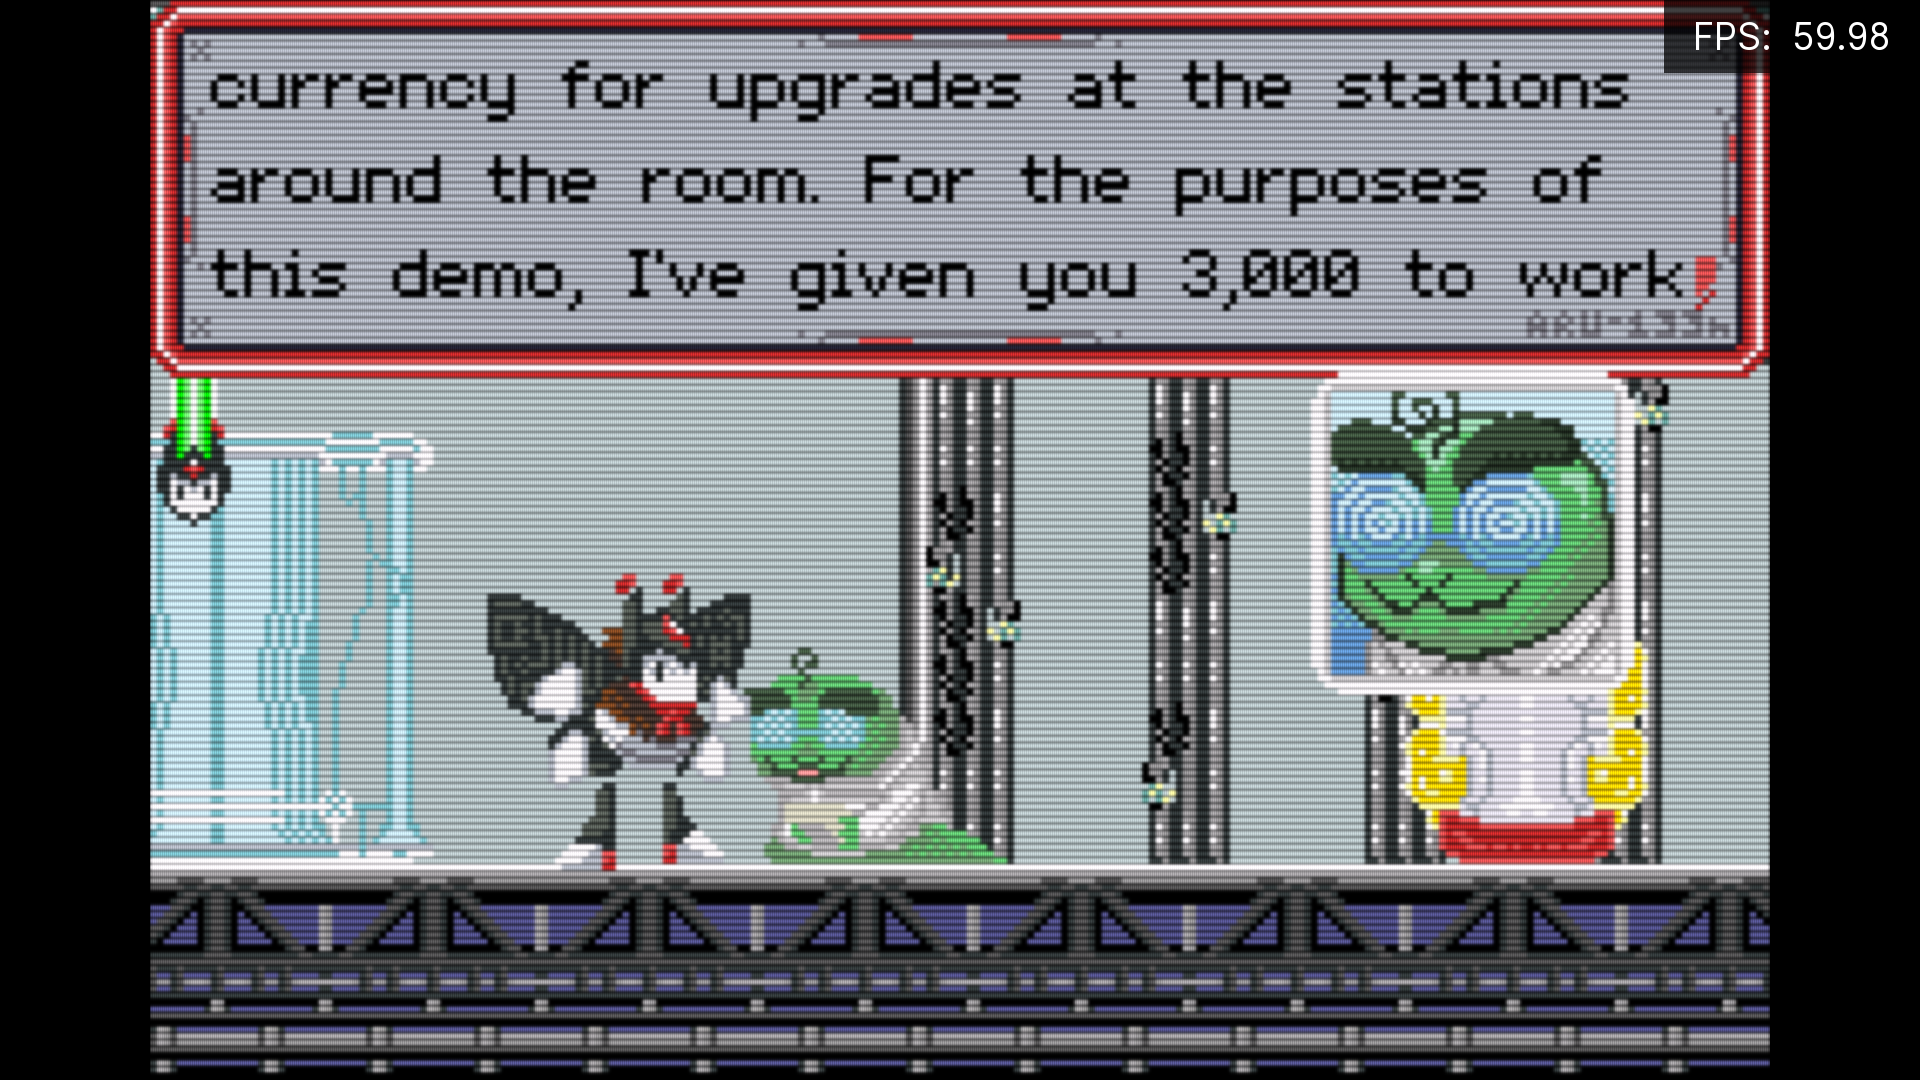 FPS: 59.98
currency for upgrades at the stations
around the room. For the purposes of
this demo, I've given you 3,000 to work